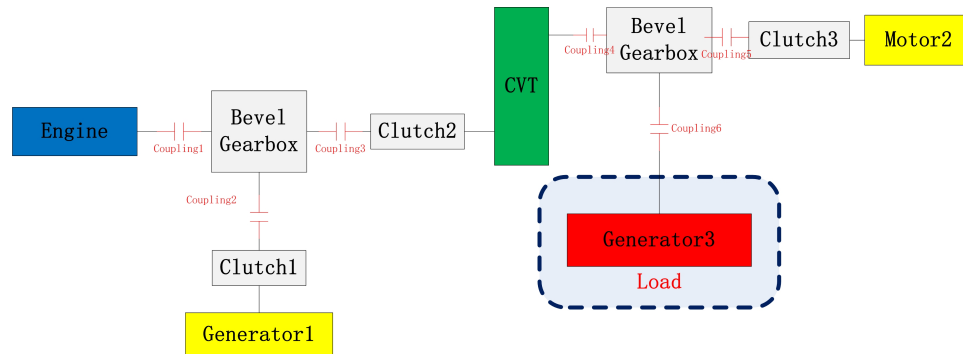 Engine
Coupling1
Bevel
Gearbox
Coupling2
Clutch1
Generator1
Coupling3
Clutch2
CVT
Coupling4
Bevel
Gearbox
Coupling5
Clutch3
Motor2
Coupling6
Generator3
Load